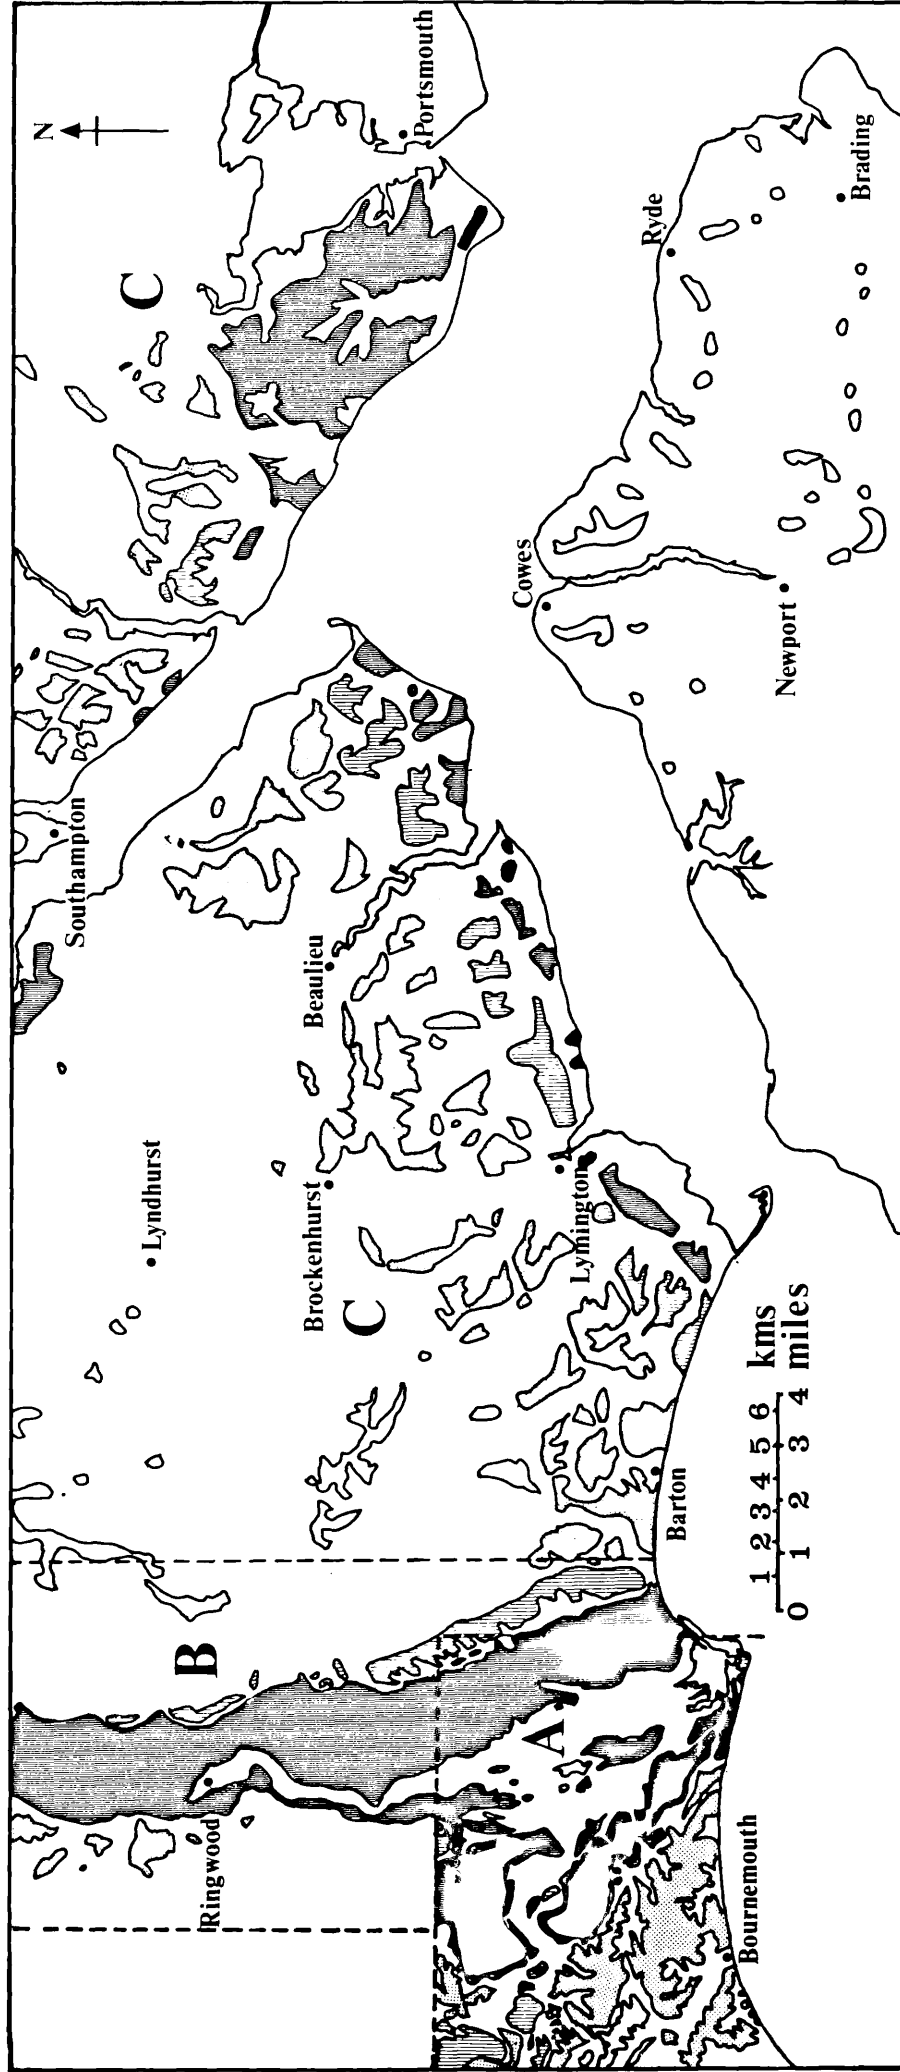 N
Portsmouth
C
Ryde
Brading
Southampton
Cowes
Newport
Lyndhurst
Beaulieu
Brockenhurst
C
Lymington
B
Barton
1 2 3 4 5 6 kms
0 1 2 3 4 miles
A
Ringwood
Bournemouth